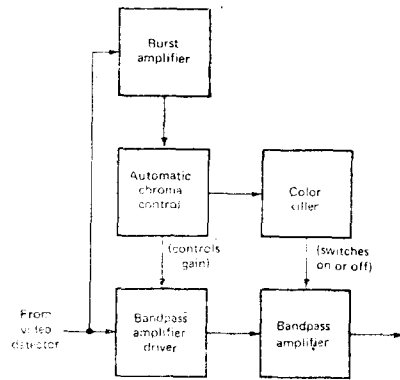 Burst
amplifier
Automatic
chroma
control
Color
killer
(controls
gain)
(switches
on or off)
From
video
detector
Bandpass
amplifier
driver
Bandpass
amplifier